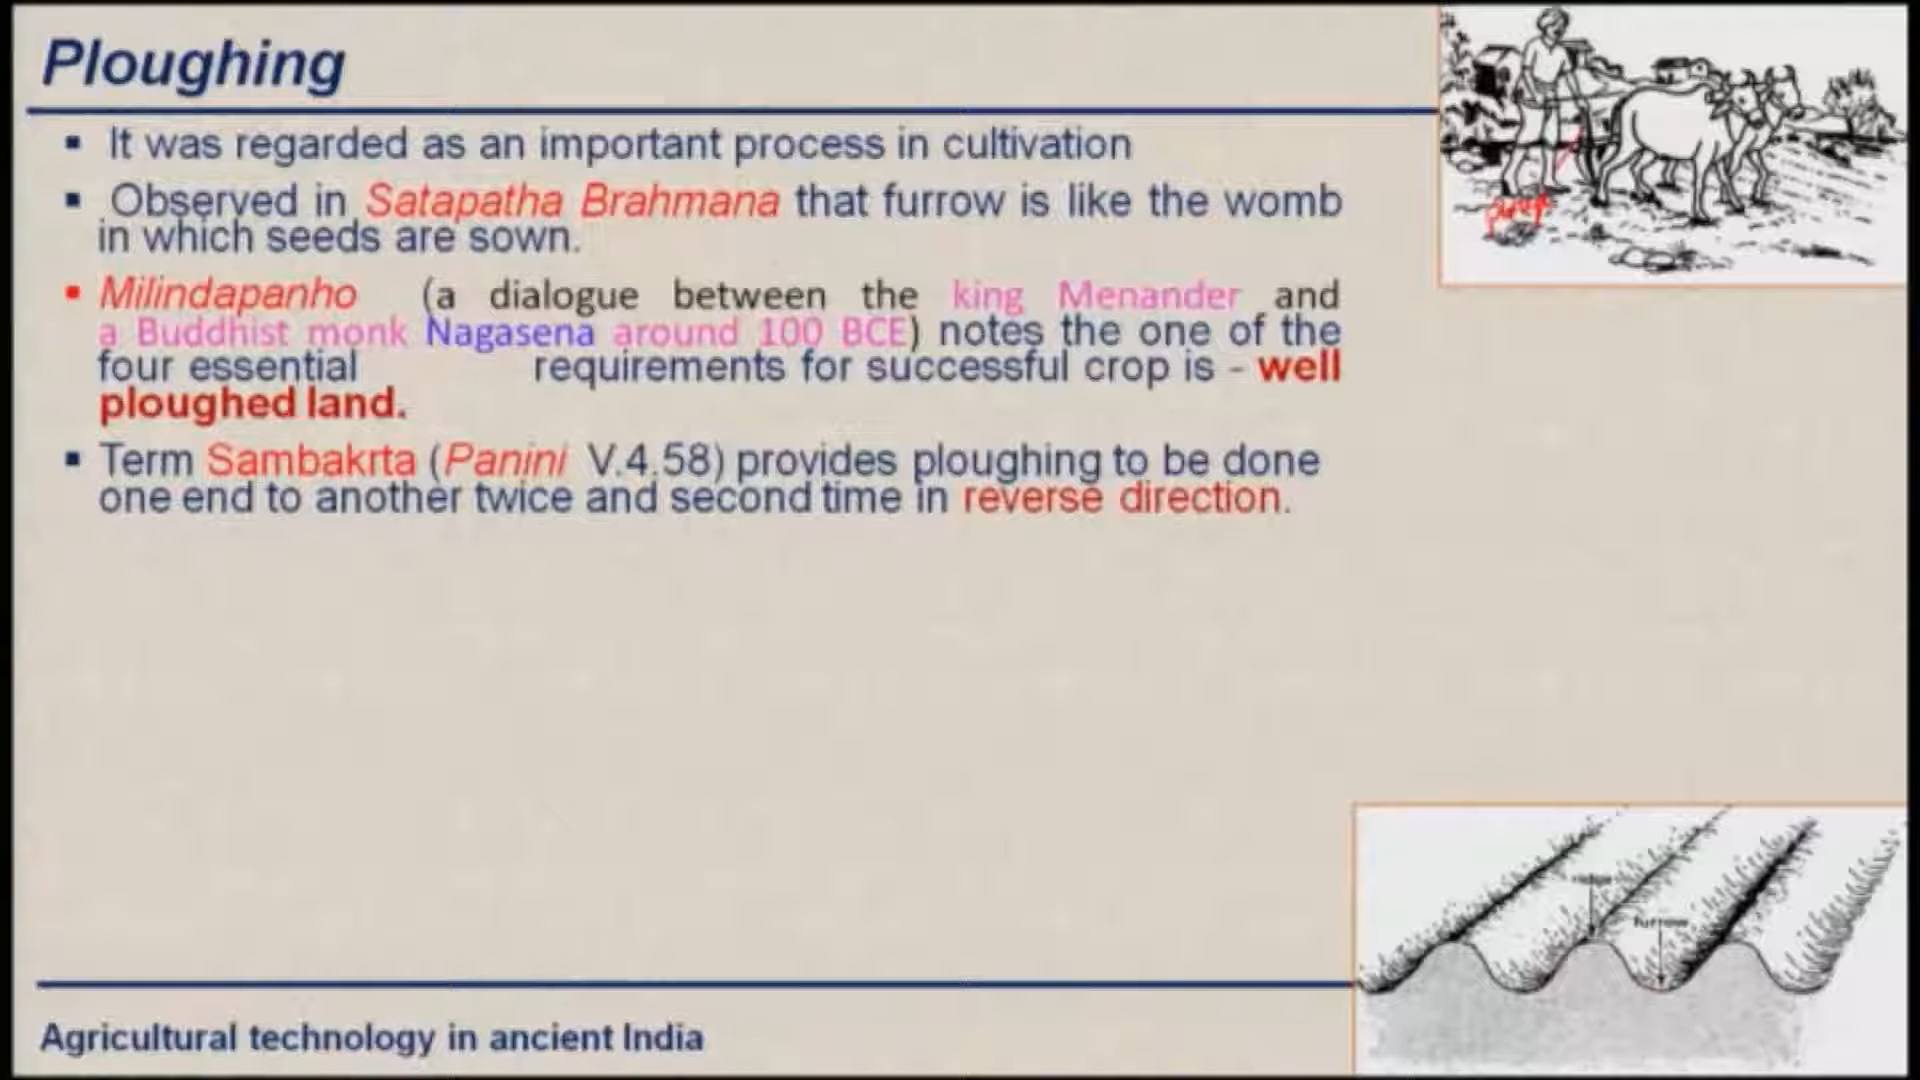 Ploughing
It was regarded as an important process in cultivation
Observed in Satapatha Brahmana that furrow is like the womb
in which seeds are sown.
Milindapanho (a dialogue between the king Menander and
a Buddhist monk Nagasena around 100 BCE) notes the one of the
four essential requirements for successful crop is - well
ploughed land.
Term Sambakrta (Panini V.4.58) provides ploughing to be done
one end to another twice and second time in reverse direction.
furrow
Agricultural technology in ancient India